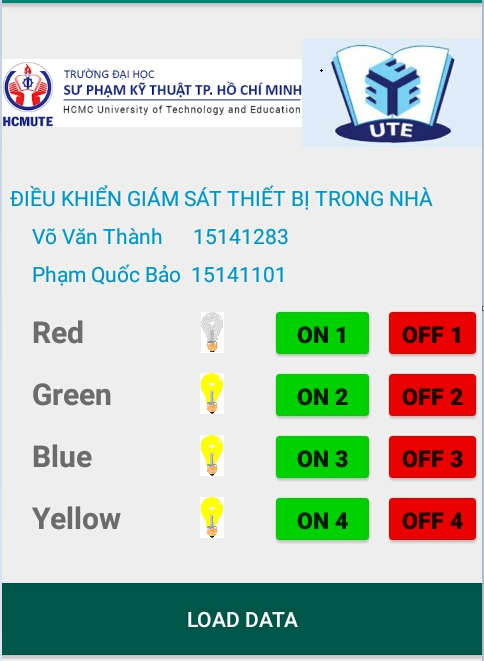 HCMUTE
TRƯỜNG ĐẠI HỌC
SƯ PHẠM KỸ THUẬT TP. HỒ CHÍ MINH
HCMC University of Technology and Education
UTE
ĐIỀU KHIỂN GIÁM SÁT THIẾT BỊ TRONG NHÀ
Võ Văn Thành 15141283
Phạm Quốc Bảo 15141101
Red ON 1 OFF 1
Green ON 2 OFF 2
Blue ON 3 OFF 3
Yellow ON 4 OFF 4
LOAD DATA